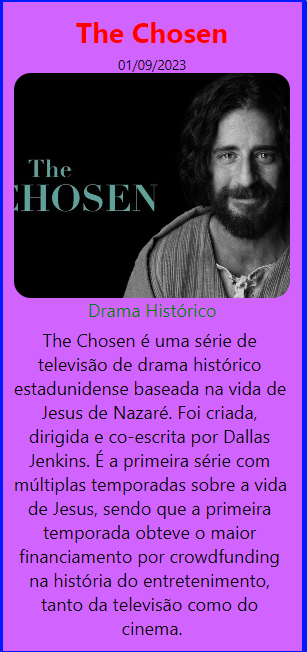 The Chosen
01/09/2023
The
CHOSEN
Drama Histórico
The Chosen é uma série de
televisão de drama histórico
estadunidense baseada na vida de
Jesus de Nazaré. Foi criada,
dirigida e co-escrita por Dallas
Jenkins. É a primeira série com
múltiplas temporadas sobre a vida
de Jesus, sendo que a primeira
temporada obteve o maior
financiamento por crowdfunding
na história do entretenimento,
tanto da televisão como do
cinema.